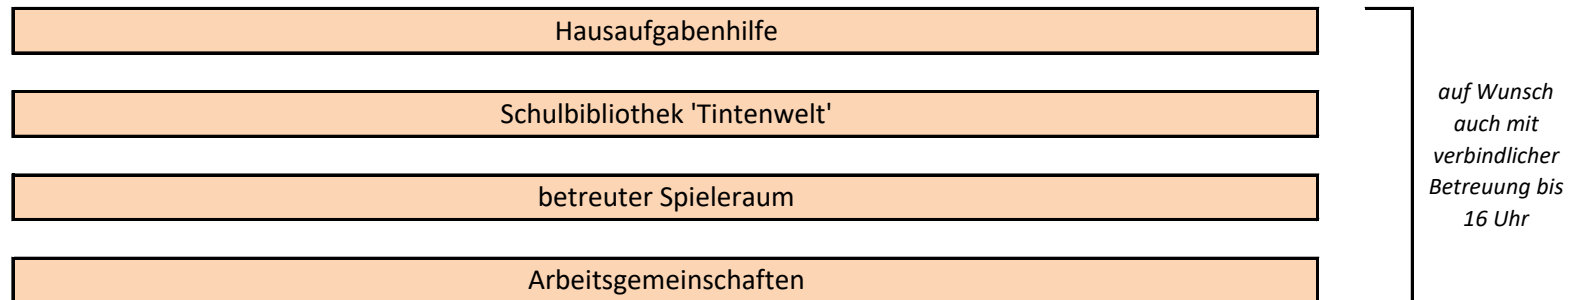 Hausaufgabenhilfe
Schulbibliothek 'Tintenwelt'
betreuter Spieleraum
Arbeitsgemeinschaften
auf Wunsch
auch mit
verbindlicher
Betreuung bis
16 Uhr